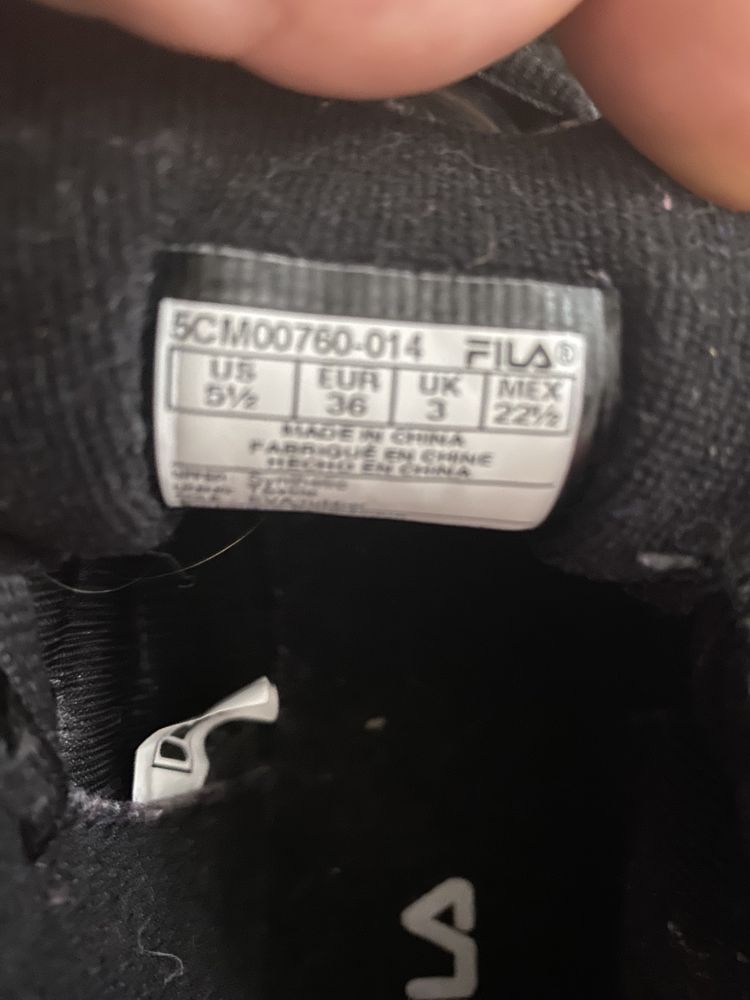 5CM00760-014 FILA®
US EUR UK MEX
5½ 36 3 22½
MADE IN CHINA
FABRIQUÉ EN CHINE
HECHO EN CHINA